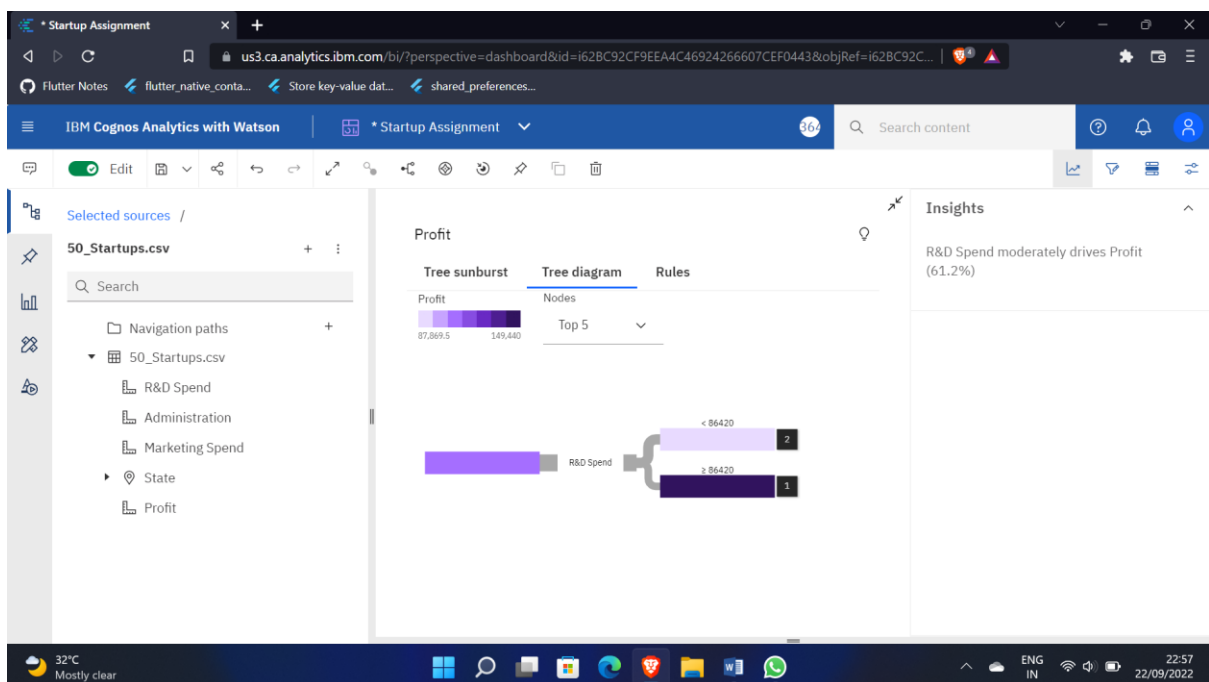 * Startup Assignment
us3.ca.analytics.ibm.com/bi/?perspective=dashboard&id=i62BC92CF9EEA4C46924266607CEF0443&objRef=i62BC92C...
4
Flutter Notes flutter_native_conta... Store key-value dat... shared_preferences...
IBM Cognos Analytics with Watson
* Startup Assignment
364
Search content
Edit
Selected sources /
50_Startups.csv
Search
Navigation paths
50_Startups.csv
R&D Spend
Administration
Marketing Spend
State
Profit
Profit
Tree sunburst Tree diagram Rules
Profit
87,869.5 149,440
Nodes
Top 5
R&D Spend
< 86420
2
≥ 86420
1
Insights
R&D Spend moderately drives Profit
(61.2%)
32°C
Mostly clear
ENG
IN
22:57
22/09/2022